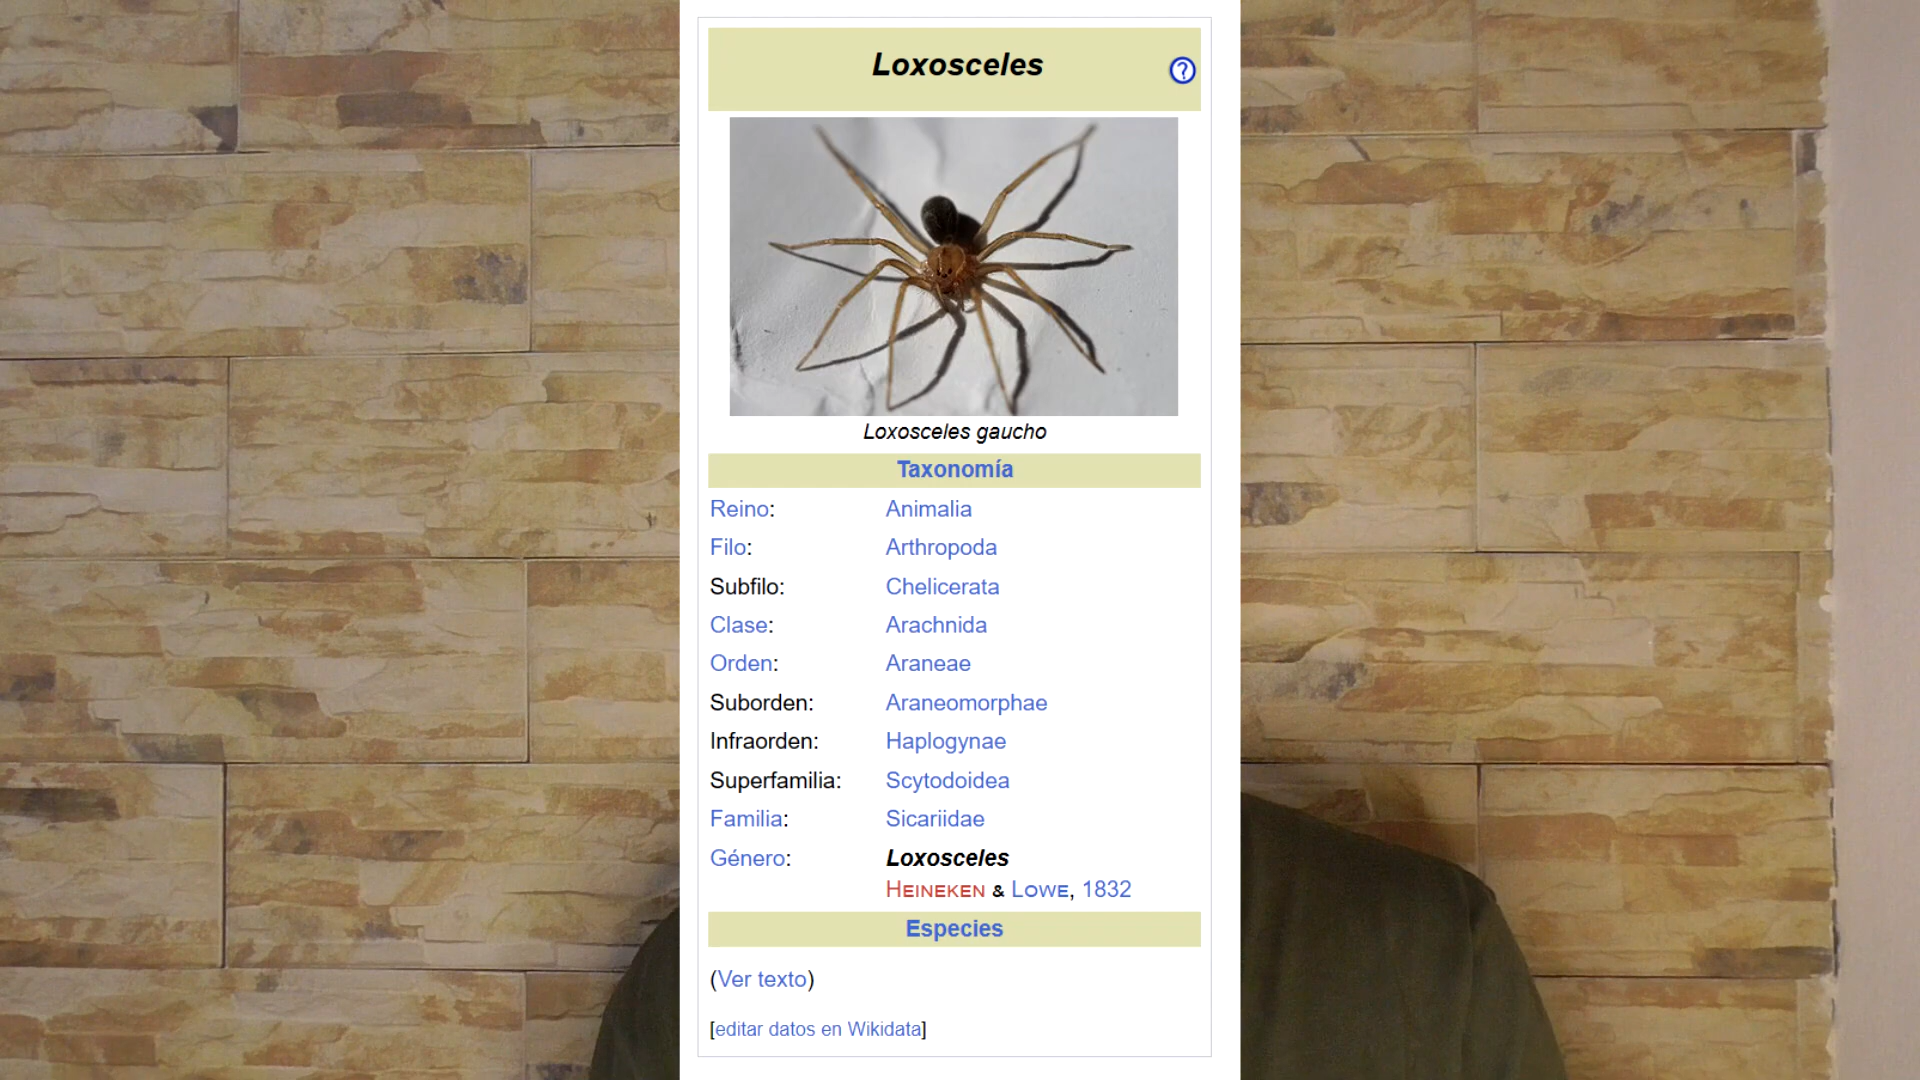 Loxosceles
?
Loxosceles gaucho
Taxonomía
Reino: Animalia
Filo: Arthropoda
Subfilo: Chelicerata
Clase: Arachnida
Orden: Araneae
Suborden: Araneomorphae
Infraorden: Haplogynae
Superfamilia: Scytodoidea
Familia: Sicariidae
Género: Loxosceles
HEINEKEN & LOWE, 1832
Especies
(Ver texto)
[editar datos en Wikidata]